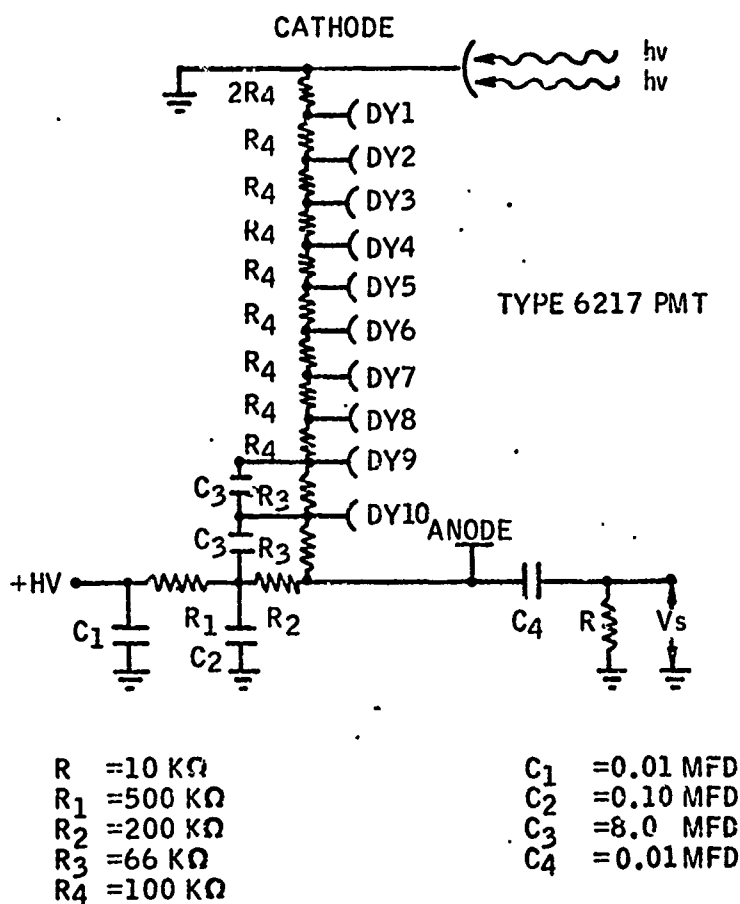 CATHODE
hv
hv
2R4
DY1
R4
DY2
R4
DY3
R4
DY4
R4
DY5
R4
DY6
TYPE 6217 PMT
R4
DY7
R4
DY8
R4
DY9
C3 R3
DY10
ANODE
C3 R3
+HV
C1
R1
R2
C2
C4
R
Vs
R =10 KΩ
R1 =500 KΩ
R2 =200 KΩ
R3 =66 KΩ
R4 =100 KΩ
C1 =0.01 MFD
C2 =0.10 MFD
C3 =8.0 MFD
C4 =0.01 MFD